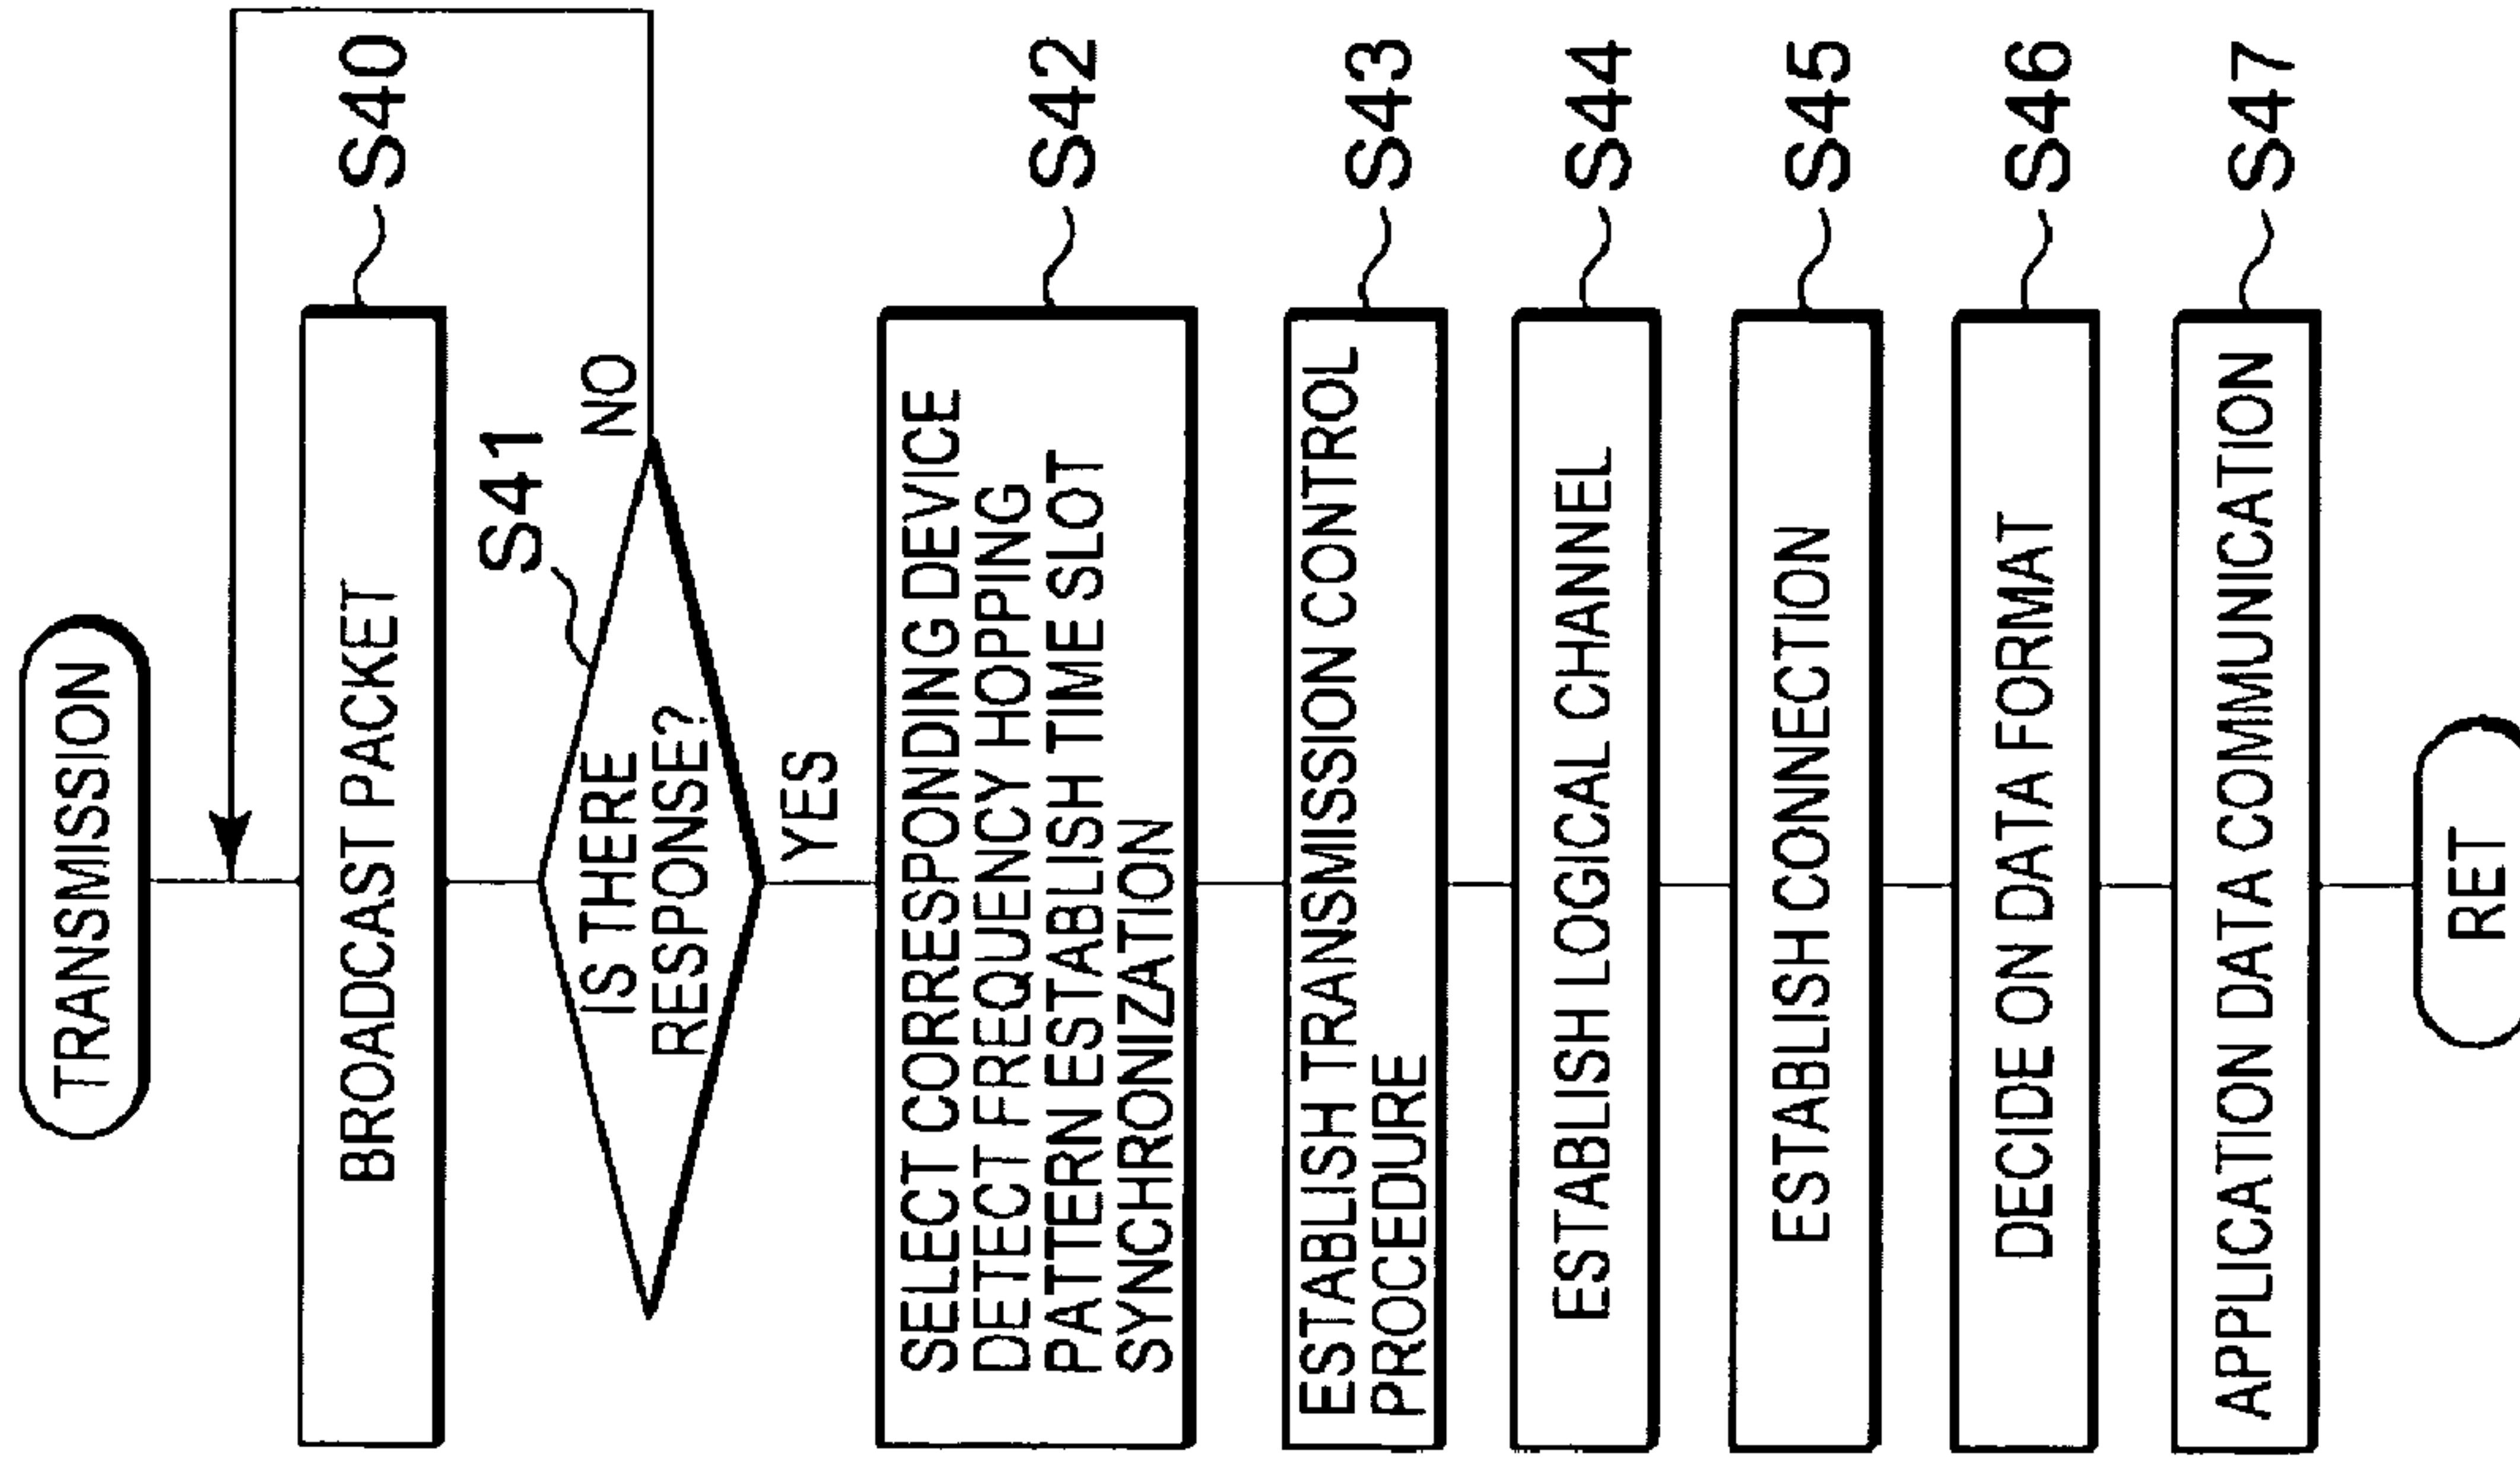 TRANSMISSION
BROADCAST PACKET
S40
S41
IS THERE
RESPONSE?
NO
YES
SELECT CORRESPONDING DEVICE
DETECT FREQUENCY HOPPING
PATTERN ESTABLISH TIME SLOT
SYNCHRONIZATION
S42
ESTABLISH TRANSMISSION CONTROL
PROCEDURE
S43
ESTABLISH LOGICAL CHANNEL
S44
ESTABLISH CONNECTION
S45
DECIDE ON DATA FORMAT
S46
APPLICATION DATA COMMUNICATION
S47
RET